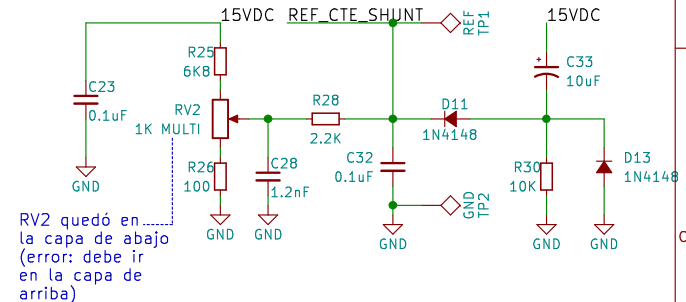 15VDC
REF_CTE_SHUNT
REF
TP1
15VDC
R25
6K8
C33
10uF
C23
0.1uF
RV2
1K MULTI
R28
2.2K
D11
1N4148
R26
100
C28
1.2nF
C32
0.1uF
R30
10K
D13
1N4148
GND
TP2
GND
GND
GND
GND
GND
GND
RV2 quedó en
la capa de abajo
(error: debe ir
en la capa de
arriba)